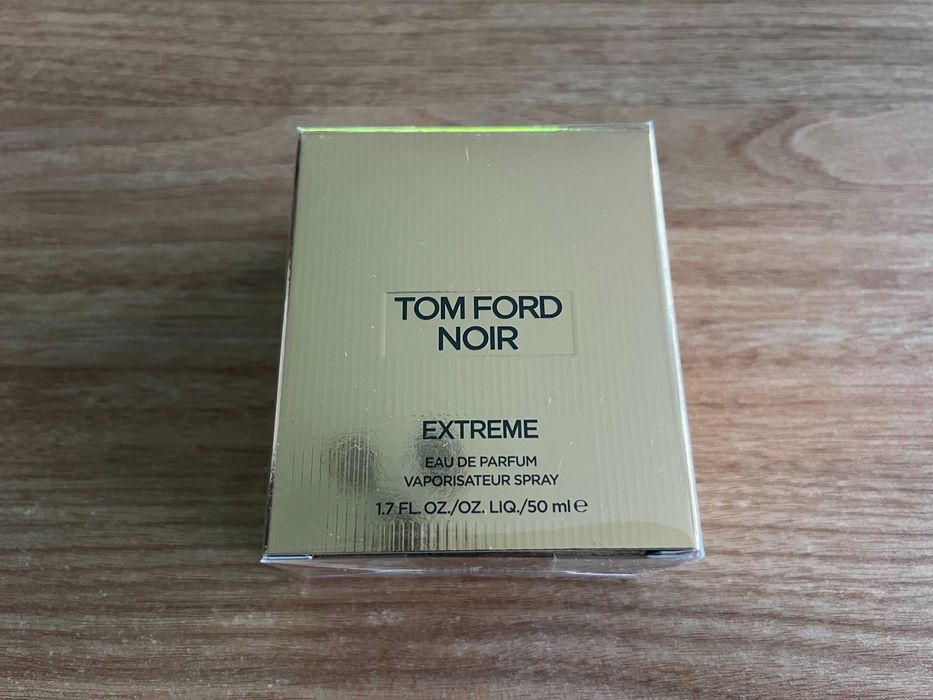 TOM FORD
NOIR
EXTREME
EAU DE PARFUM
VAPORISATEUR SPRAY
1.7 FL. OZ./OZ. LIQ./50 ml ℮